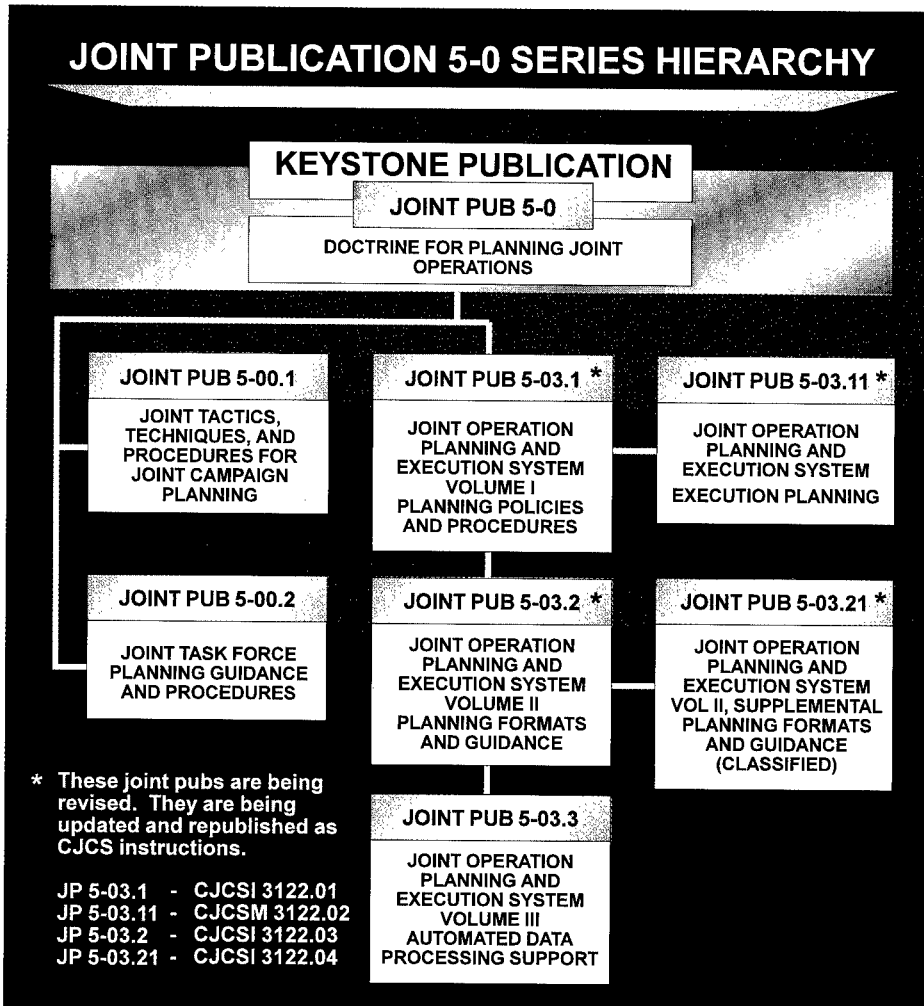 JOINT PUBLICATION 5-0 SERIES HIERARCHY
KEYSTONE PUBLICATION
JOINT PUB 5-0
DOCTRINE FOR PLANNING JOINT
OPERATIONS
JOINT PUB 5-00.1
JOINT TACTICS,
TECHNIQUES, AND
PROCEDURES FOR
JOINT CAMPAIGN
PLANNING
JOINT PUB 5-03.1 *
JOINT OPERATION
PLANNING AND
EXECUTION SYSTEM
VOLUME I
PLANNING POLICIES
AND PROCEDURES
JOINT PUB 5-03.11 *
JOINT OPERATION
PLANNING AND
EXECUTION SYSTEM
EXECUTION PLANNING
JOINT PUB 5-00.2
JOINT TASK FORCE
PLANNING GUIDANCE
AND PROCEDURES
JOINT PUB 5-03.2 *
JOINT OPERATION
PLANNING AND
EXECUTION SYSTEM
VOLUME II
PLANNING FORMATS
AND GUIDANCE
JOINT PUB 5-03.21 *
JOINT OPERATION
PLANNING AND
EXECUTION SYSTEM
VOL II, SUPPLEMENTAL
PLANNING FORMATS
AND GUIDANCE
(CLASSIFIED)
JOINT PUB 5-03.3
JOINT OPERATION
PLANNING AND
EXECUTION SYSTEM
VOLUME III
AUTOMATED DATA
PROCESSING SUPPORT
* These joint pubs are being
revised. They are being
updated and republished as
CJCS instructions.
JP 5-03.1 - CJCSI 3122.01
JP 5-03.11 - CJCSM 3122.02
JP 5-03.2 - CJCSI 3122.03
JP 5-03.21 - CJCSI 3122.04